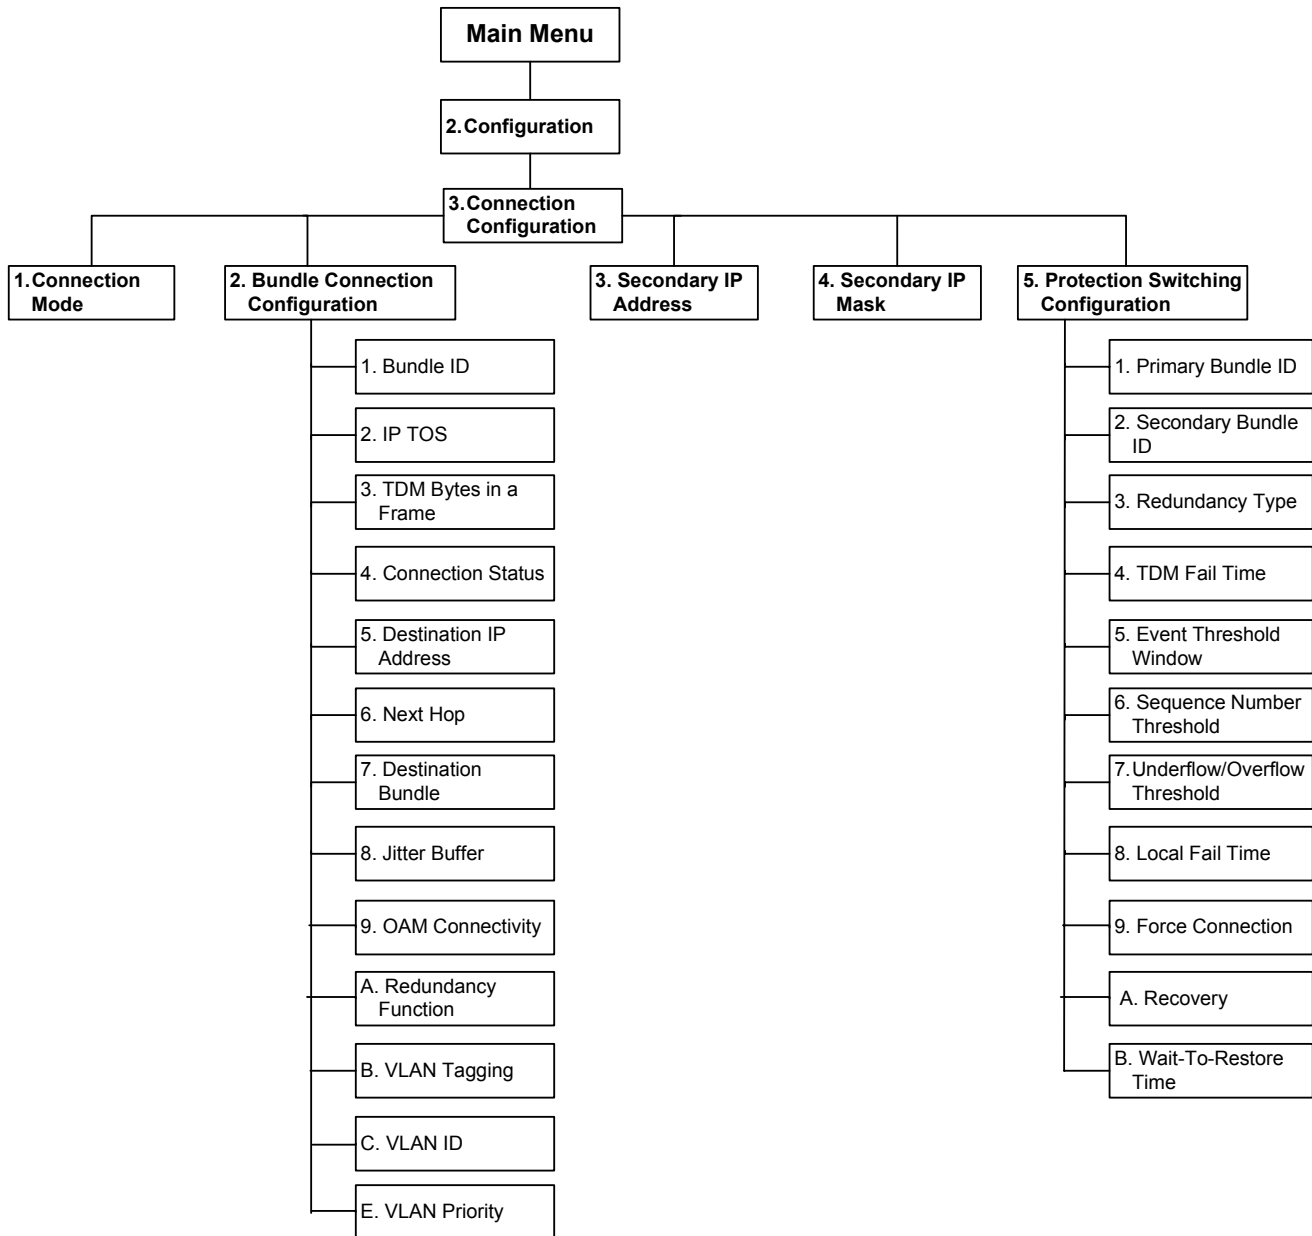 Main Menu
2.Configuration
3.Connection
Configuration
1.Connection
Mode
2. Bundle Connection
Configuration
3. Secondary IP
Address
4. Secondary IP
Mask
5. Protection Switching
Configuration
1. Bundle ID
2. IP TOS
3. TDM Bytes in a
Frame
4. Connection Status
5. Destination IP
Address
6. Next Hop
7. Destination
Bundle
8. Jitter Buffer
9. OAM Connectivity
A. Redundancy
Function
B. VLAN Tagging
C. VLAN ID
E. VLAN Priority
1. Primary Bundle ID
2. Secondary Bundle
ID
3. Redundancy Type
4. TDM Fail Time
5. Event Threshold
Window
6. Sequence Number
Threshold
7.Underflow/Overflow
Threshold
8. Local Fail Time
9. Force Connection
A. Recovery
B. Wait-To-Restore
Time